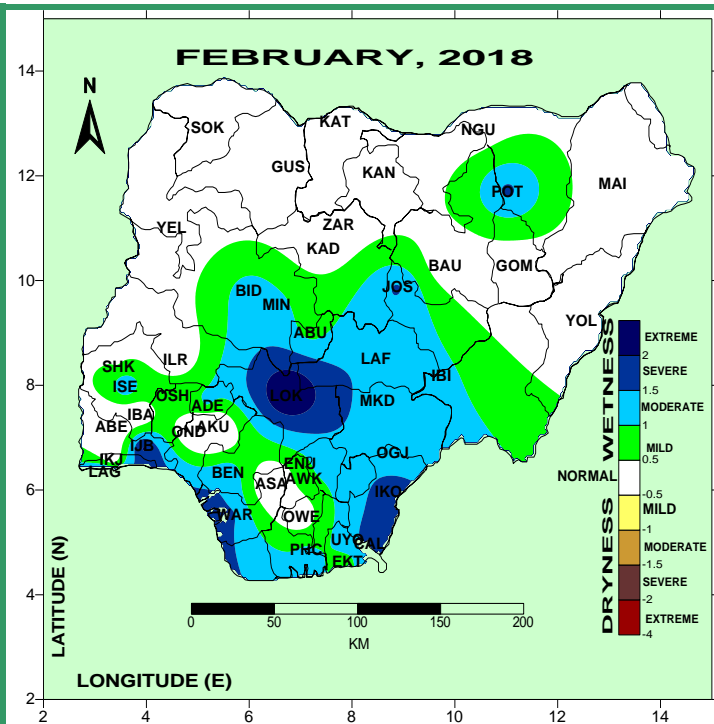 FEBRUARY, 2018
N
14
12
10
8
6
4
2
2 4 6 8 10 12 14
LATITUDE (N)
LONGITUDE (E)
SOK
KAT
NGU
GUS
KAN
POT
MAI
YEL
ZAR
KAD
BAU
GOM
BID
MIN
JOS
ABU
YOL
SHK
ILR
LAF
ISE
IBI
OSH
ADE
LOK
MKD
IBA
ABE
OND
AKU
IJB
OGJ
IKJ
LAG
BEN
ENU
AWK
ASA
IKO
WAR
OWE
UYO
CAL
PHC
EKT
0 50 100 150 200
KM
WETNESS
DRYNESS
EXTREME
2
SEVERE
1.5
MODERATE
1
MILD
0.5
NORMAL
-0.5
MILD
-1
MODERATE
-1.5
SEVERE
-2
EXTREME
-4